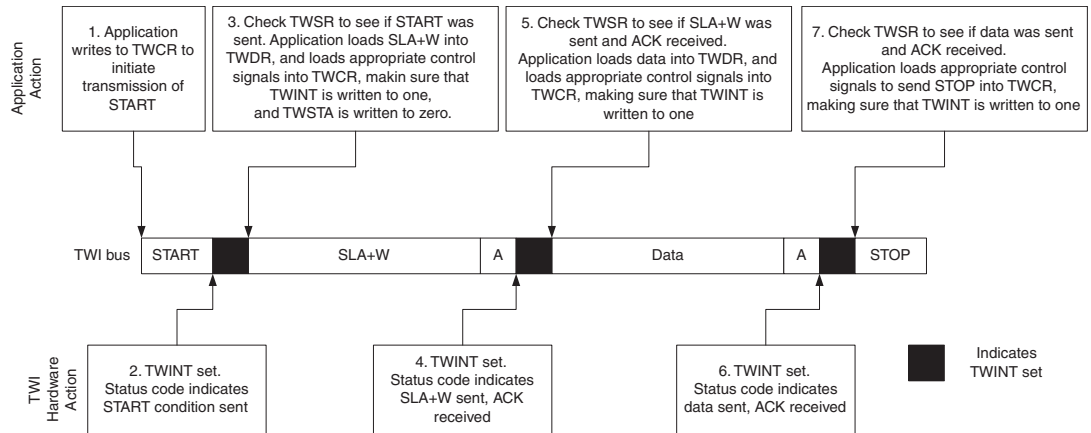 Application
Action
1. Application
writes to TWCR to
initiate
transmission of
START
3. Check TWSR to see if START was
sent. Application loads SLA+W into
TWDR, and loads appropriate control
signals into TWCR, makin sure that
TWINT is written to one,
and TWSTA is written to zero.
5. Check TWSR to see if SLA+W was
sent and ACK received.
Application loads data into TWDR, and
loads appropriate control signals into
TWCR, making sure that TWINT is
written to one
7. Check TWSR to see if data was sent
and ACK received.
Application loads appropriate control
signals to send STOP into TWCR,
making sure that TWINT is written to one
TWI bus
START
SLA+W
A
Data
A
STOP
TWI
Hardware
Action
2. TWINT set.
Status code indicates
START condition sent
4. TWINT set.
Status code indicates
SLA+W sent, ACK
received
6. TWINT set.
Status code indicates
data sent, ACK received
Indicates
TWINT set